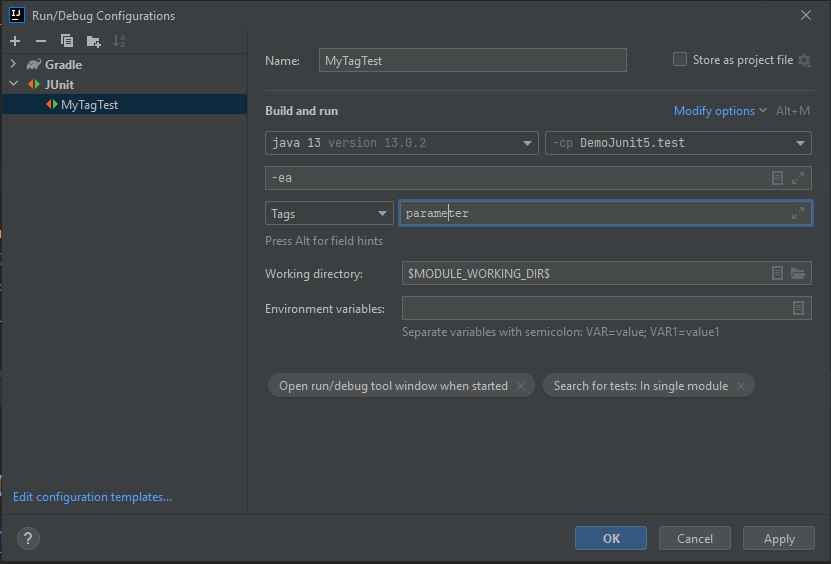 IJ
Run/Debug Configurations
Gradle
JUnit
MyTagTest
Name: MyTagTest Store as project file
Build and run Modify options Alt+M
java 13 version 13.0.2 -cp DemoJunit5.test
-ea
Tags parameter
Press Alt for field hints
Working directory: $MODULE_WORKING_DIR$
Environment variables:
Separate variables with semicolon: VAR=value; VAR1=value1
Open run/debug tool window when started Search for tests: In single module
Edit configuration templates...
? OK Cancel Apply